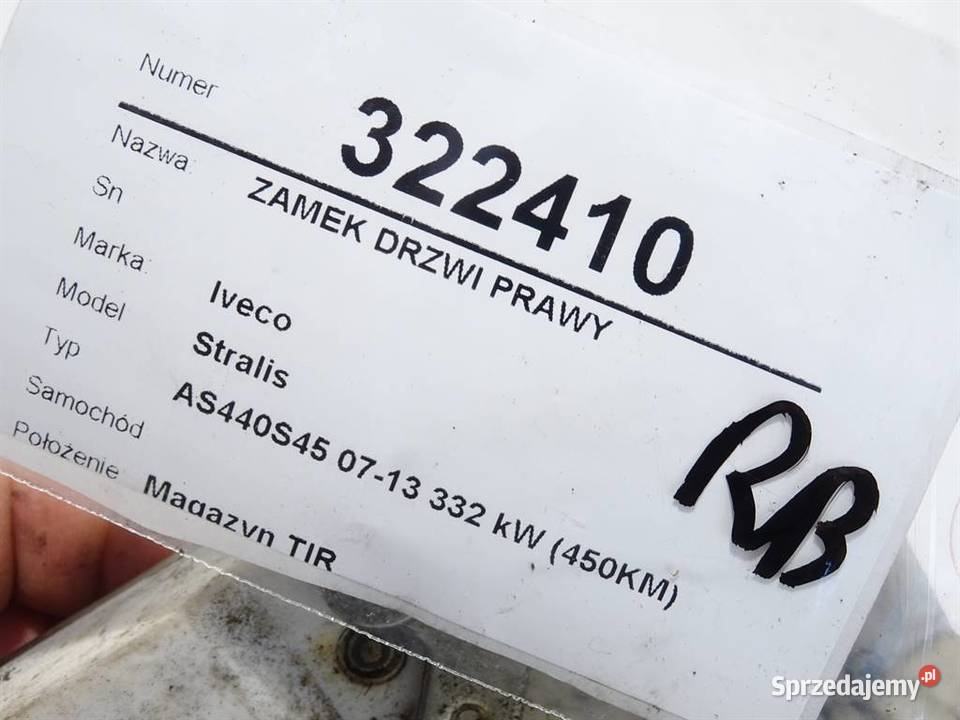 Numer 322410
Nazwa: ZAMEK DRZWI PRAWY
Sn
Marka: Iveco
Model Stralis
Typ AS440S45 07-13 332 kW (450KM)
Samochód
Położenie Magazyn TIR
RB
Sprzedajemy.pl